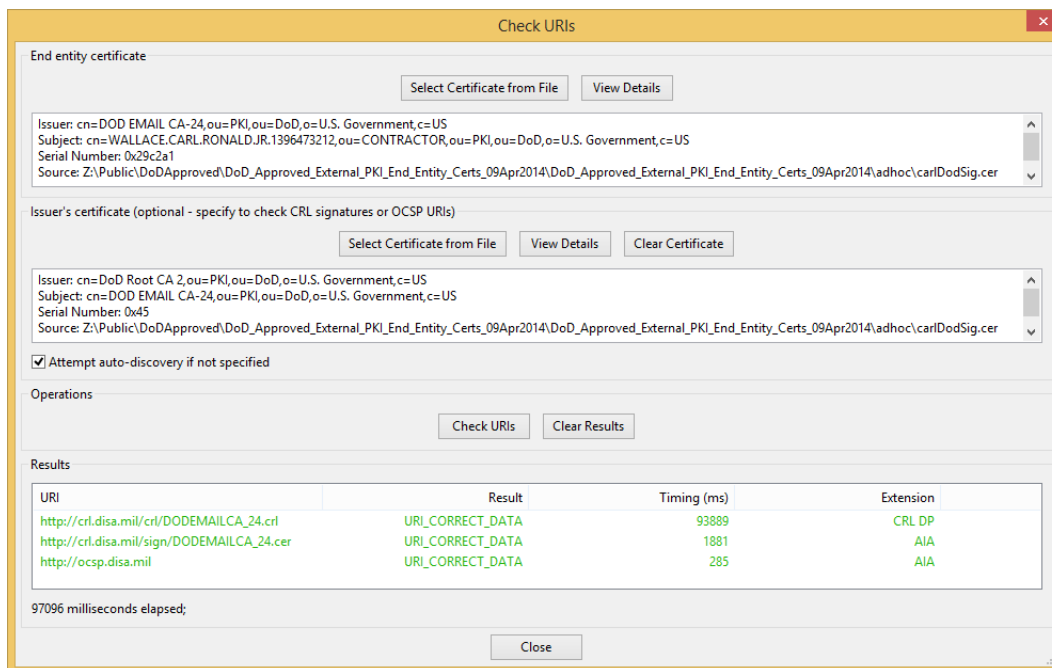 Check URIs
End entity certificate
Select Certificate from File View Details
Issuer: cn=DOD EMAIL CA-24,ou=PKI,ou=DoD,o=U.S. Government,c=US
Subject: cn=WALLACE.CARL.RONALD.JR.1396473212,ou=CONTRACTOR,ou=PKI,ou=DoD,o=U.S. Government,c=US
Serial Number: 0x29c2a1
Source: Z:\Public\DoDApproved\DoD_Approved_External_PKI_End_Entity_Certs_09Apr2014\DoD_Approved_External_PKI_End_Entity_Certs_09Apr2014\adhoc\carlDodSig.cer
Issuer's certificate (optional - specify to check CRL signatures or OCSP URIs)
Select Certificate from File View Details Clear Certificate
Issuer: cn=DoD Root CA 2,ou=PKI,ou=DoD,o=U.S. Government,c=US
Subject: cn=DOD EMAIL CA-24,ou=PKI,ou=DoD,o=U.S. Government,c=US
Serial Number: 0x45
Source: Z:\Public\DoDApproved\DoD_Approved_External_PKI_End_Entity_Certs_09Apr2014\DoD_Approved_External_PKI_End_Entity_Certs_09Apr2014\adhoc\carlDodSig.cer
Attempt auto-discovery if not specified
Operations
Check URIs Clear Results
Results
URI Result Timing (ms) Extension
http://crl.disa.mil/crl/DODEMAILCA_24.crl URI_CORRECT_DATA 93889 CRL DP
http://crl.disa.mil/sign/DODEMAILCA_24.cer URI_CORRECT_DATA 1881 AIA
http://ocsp.disa.mil URI_CORRECT_DATA 285 AIA
97096 milliseconds elapsed;
Close